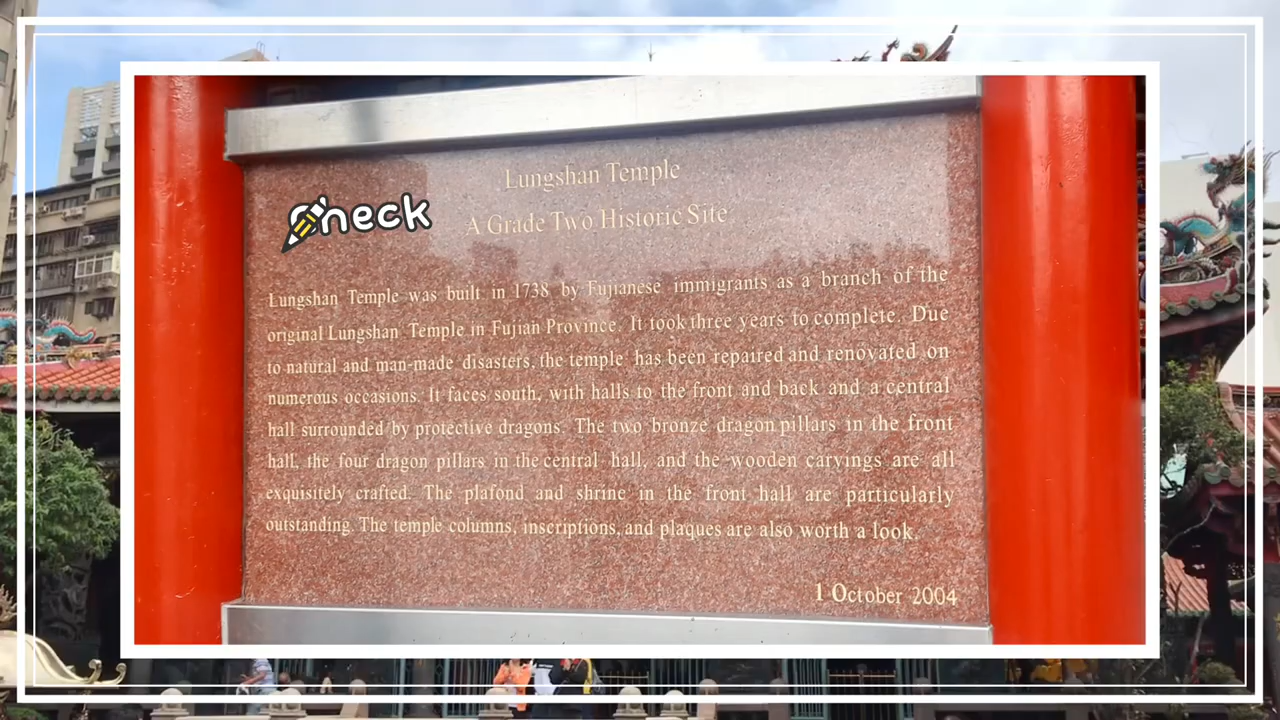 Lungshan Temple
Check
A Grade Two Historic Site
Lungshan Temple was built in 1738 by Fujianese immigrants as a branch of the
original Lungshan Temple in Fujian Province. It took three years to complete. Due
to natural and man-made disasters, the temple has been repaired and renovated on
numerous occasions. It faces south, with halls to the front and back and a central
hall surrounded by protective dragons. The two bronze dragon pillars in the front
hall, the four dragon pillars in the central hall, and the wooden carvings are all
exquisitely crafted. The plafond and shrine in the front hall are particularly
outstanding. The temple columns, inscriptions, and plaques are also worth a look.
1 October 2004